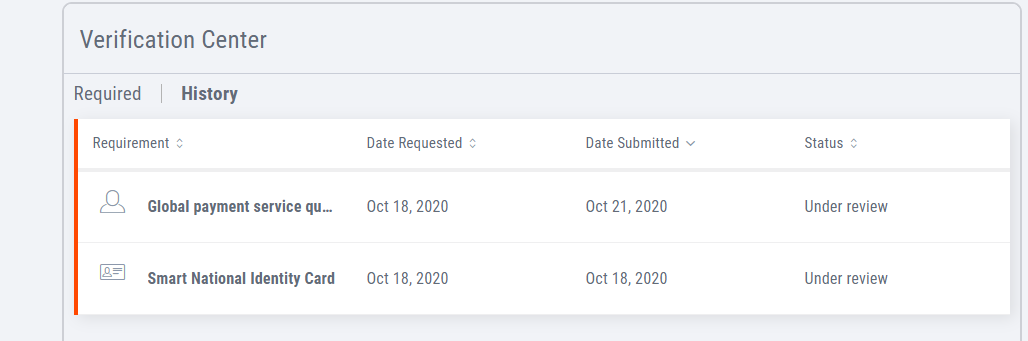 Verification Center
Required | History
Requirement Date Requested Date Submitted Status
Global payment service qu... Oct 18, 2020 Oct 21, 2020 Under review
Smart National Identity Card Oct 18, 2020 Oct 18, 2020 Under review